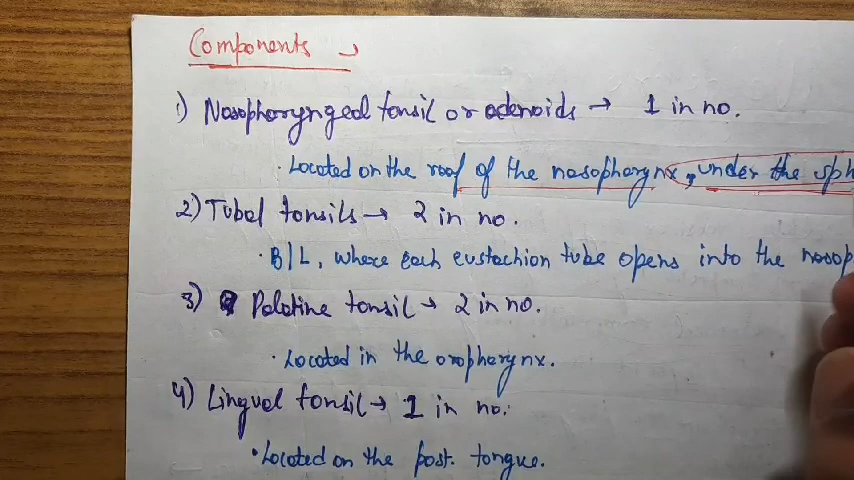 Components →
1) Nasopharyngeal tonsil or adenoids → 1 in no.
· Located on the roof of the nasopharynx, under the sph
2) Tubal tonsils → 2 in no.
· B/L, where each eustachian tube opens into the nasop
3) Palatine tonsil → 2 in no.
· Located in the oropharynx.
4) Lingual tonsil → 1 in no.
· Located on the post. tongue.